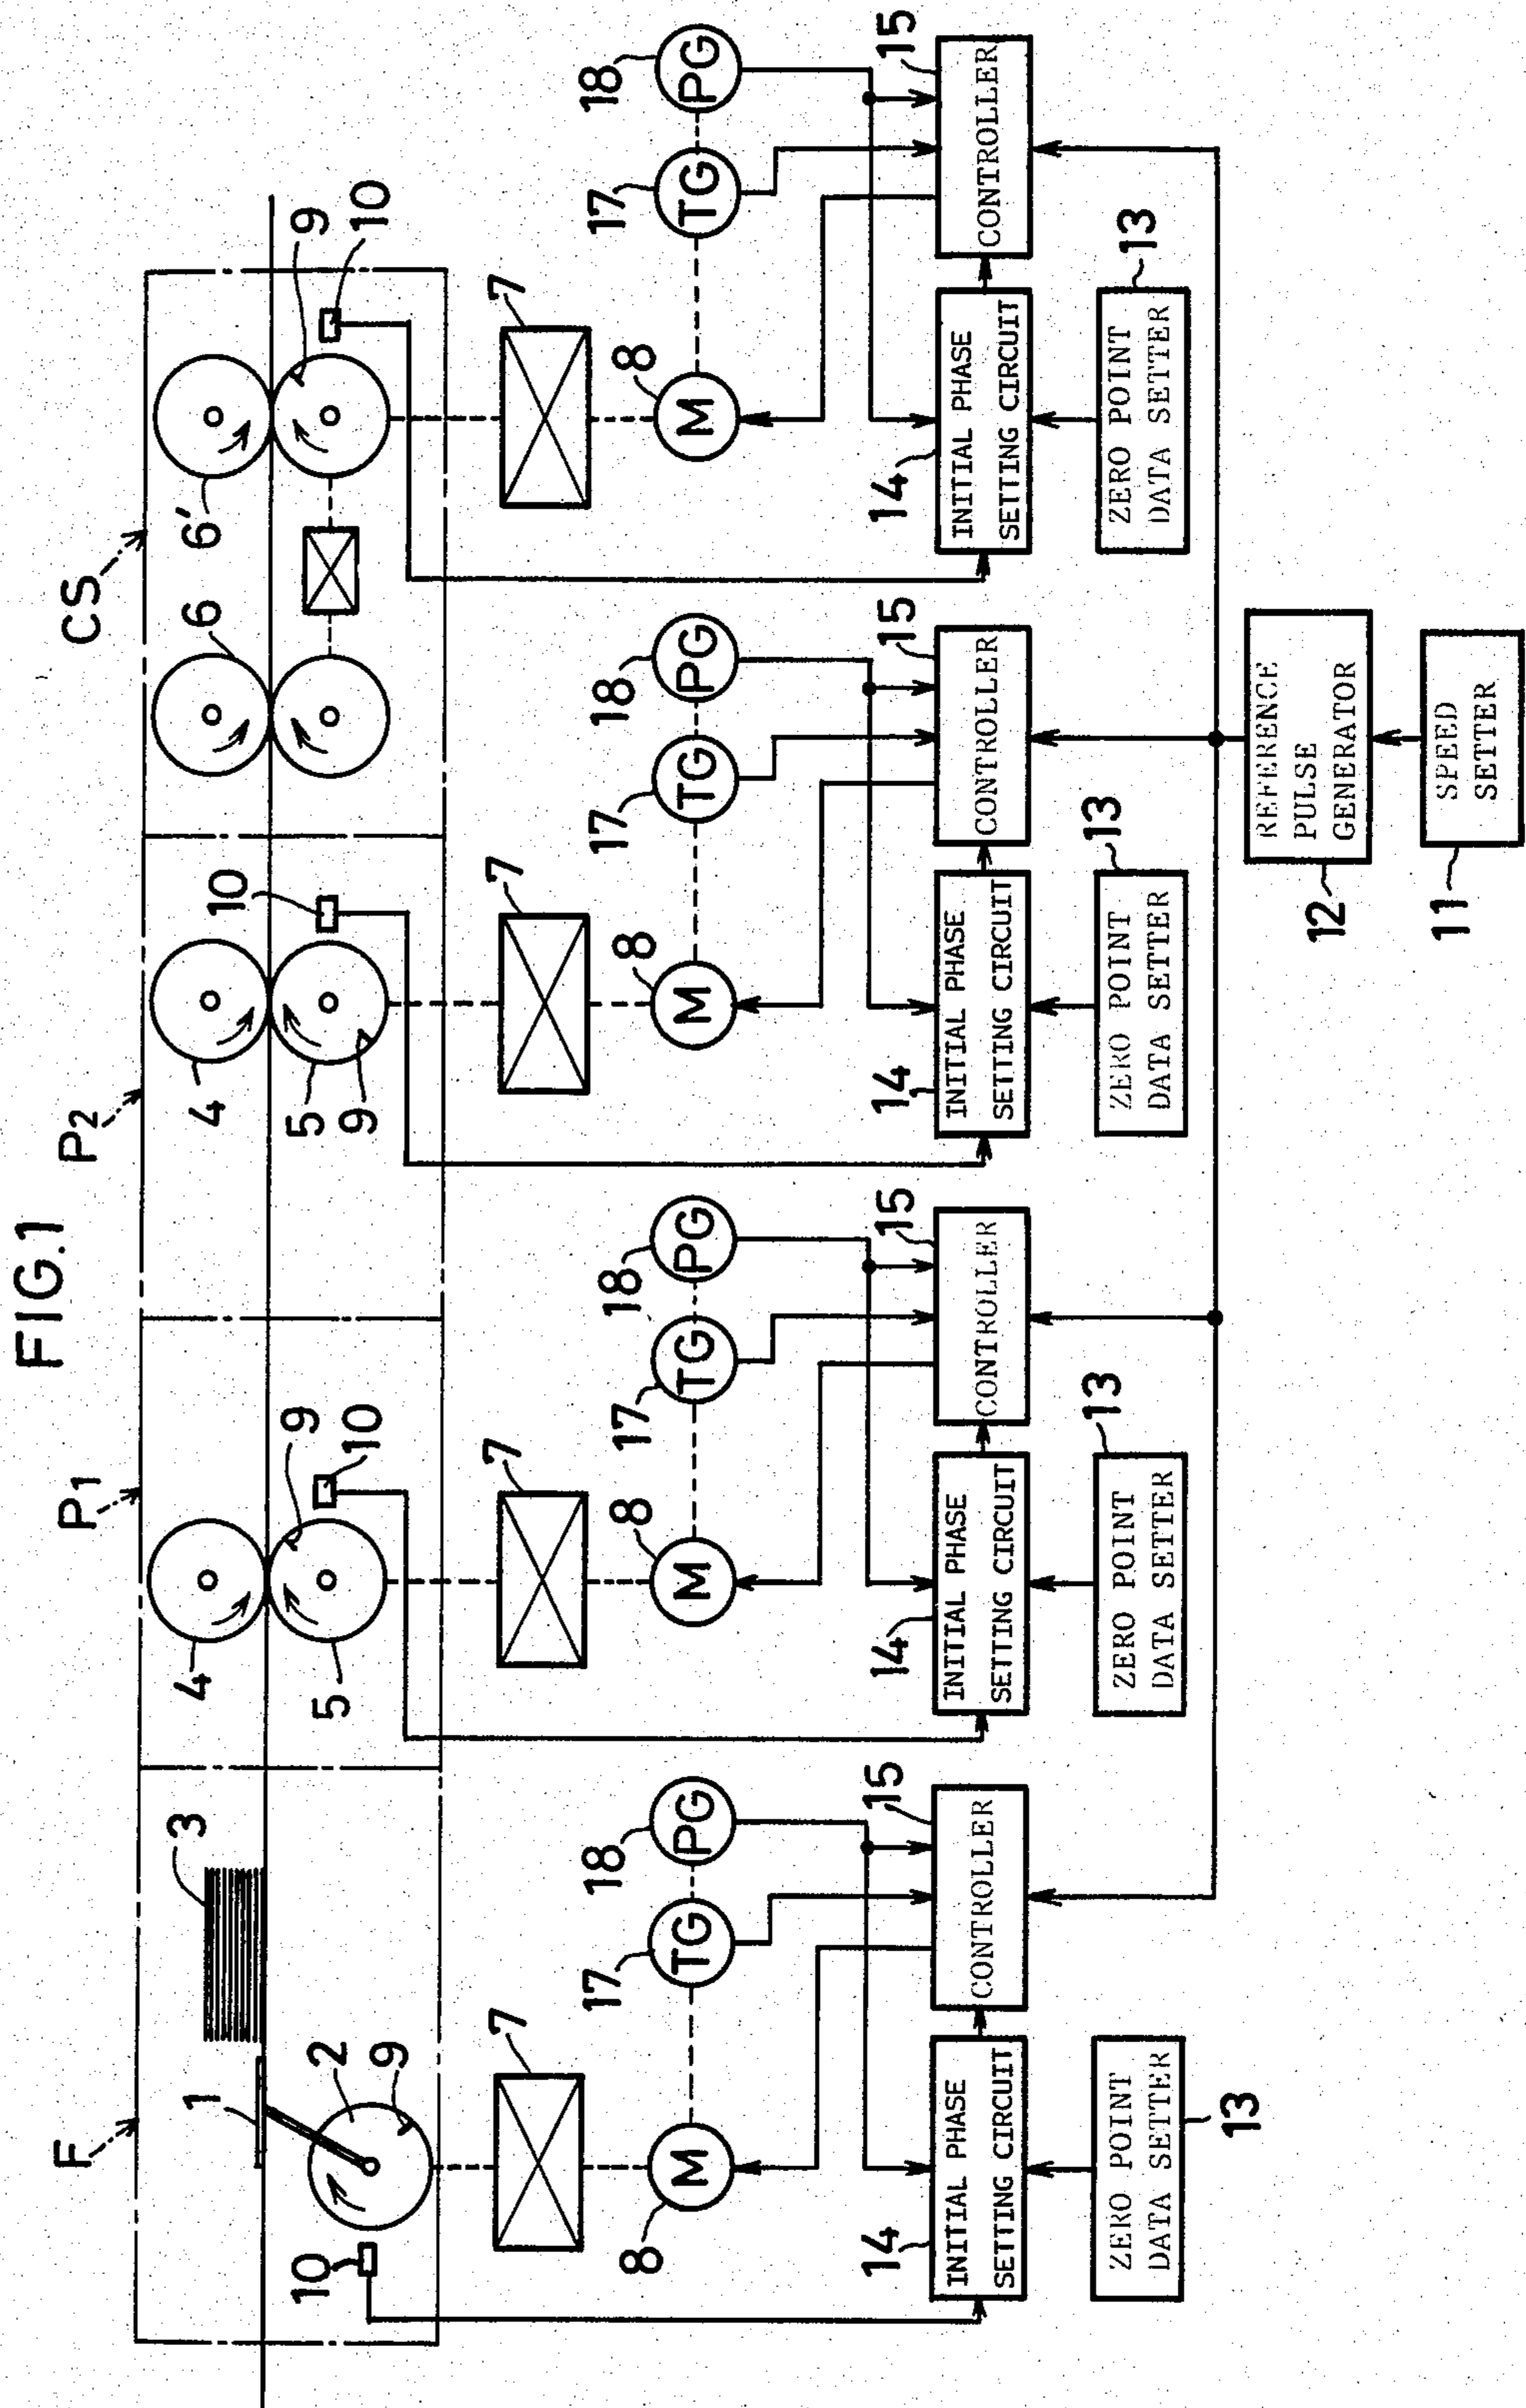 FIG.1
F
P1
P2
CS
1
2
3
9
10
4
5
9
10
4
5
9
10
6
6'
9
10
7
7
7
7
8
M
17
TG
18
PG
8
M
17
TG
18
PG
8
M
17
TG
18
PG
8
M
17
TG
18
PG
14
INITIAL PHASE
SETTING CIRCUIT
15
CONTROLLER
14
INITIAL PHASE
SETTING CIRCUIT
15
CONTROLLER
14
INITIAL PHASE
SETTING CIRCUIT
15
CONTROLLER
14
INITIAL PHASE
SETTING CIRCUIT
15
CONTROLLER
ZERO POINT
DATA SETTER
13
ZERO POINT
DATA SETTER
13
ZERO POINT
DATA SETTER
13
ZERO POINT
DATA SETTER
13
12
REFERENCE
PULSE
GENERATOR
11
SPEED
SETTER